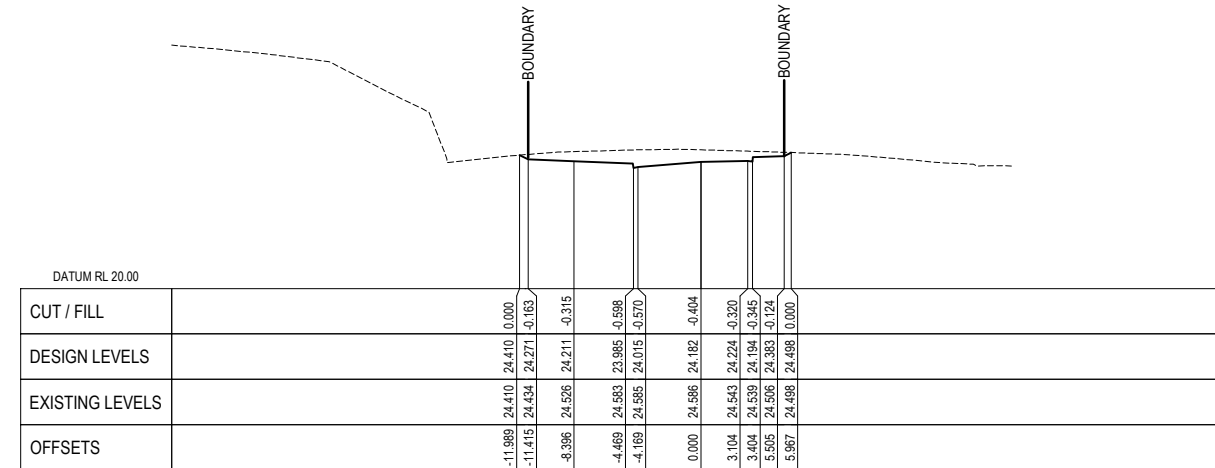 BOUNDARY
BOUNDARY
DATUM RL 20.00
CUT / FILL 0.000 -0.163 -0.315 -0.598 -0.570 -0.404 -0.320 -0.345 -0.124 0.000
DESIGN LEVELS 24.410 24.271 24.211 23.985 24.015 24.182 24.224 24.194 24.383 24.498
EXISTING LEVELS 24.410 24.434 24.526 24.583 24.585 24.586 24.543 24.539 24.506 24.498
OFFSETS -11.989 -11.415 -8.396 -4.469 -4.169 0.000 3.104 3.404 5.505 5.967